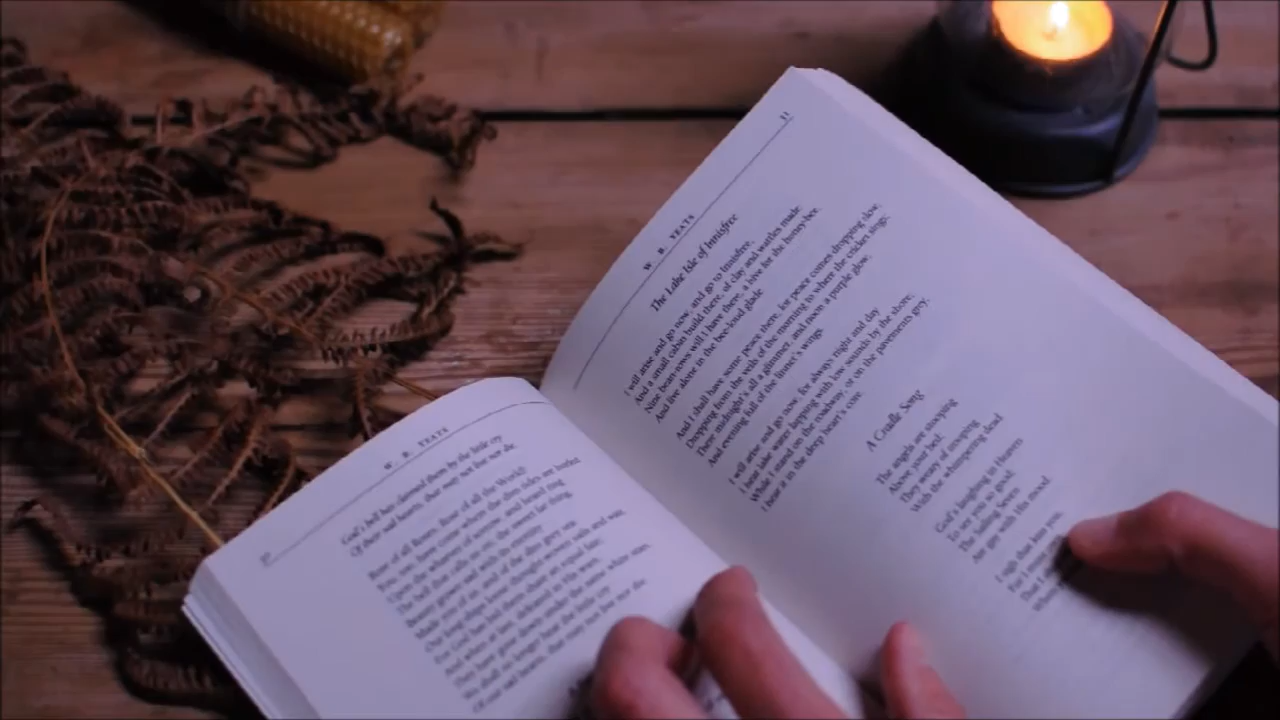 W. B. YEATS
God's bell has claimed them by the little cry
Of their sad hearts, that may not live nor die.
Rose of all Roses, Rose of all the World!
You, too, have come where the dim tides are hurled
Upon the wharves of sorrow, and heard ring
The bell that calls us on; the sweet far thing.
Beauty grown sad with its eternity
Made you of us, and of the dim grey sea.
Our long ships loose thought-woven sails and wait,
For God has bid them share an equal fate;
And when at last, defeated in His wars,
They have gone down under the same white stars,
We shall no longer hear the little cry
Of our sad hearts, that may not live nor die.
W. B. YEATS 31
The Lake Isle of Innisfree
I will arise and go now, and go to Innisfree,
And a small cabin build there, of clay and wattles made:
Nine bean-rows will I have there, a hive for the honey-bee,
And live alone in the bee-loud glade
And I shall have some peace there, for peace comes dropping slow,
Dropping from the veils of the morning to where the cricket sings;
There midnight's all a glimmer, and noon a purple glow,
And evening full of the linnet's wings
I will arise and go now, for always night and day
I hear lake water lapping with low sounds by the shore;
While I stand on the roadway, or on the pavements grey,
I hear it in the deep heart's core
A Cradle Song
The angels are stooping
Above your bed;
They weary of trooping
With the whimpering dead.
God's laughing in Heaven
To see you so good;
The Sailing Seven
Are gay with His mood.
I sigh that kiss you,
For I must
That I
When